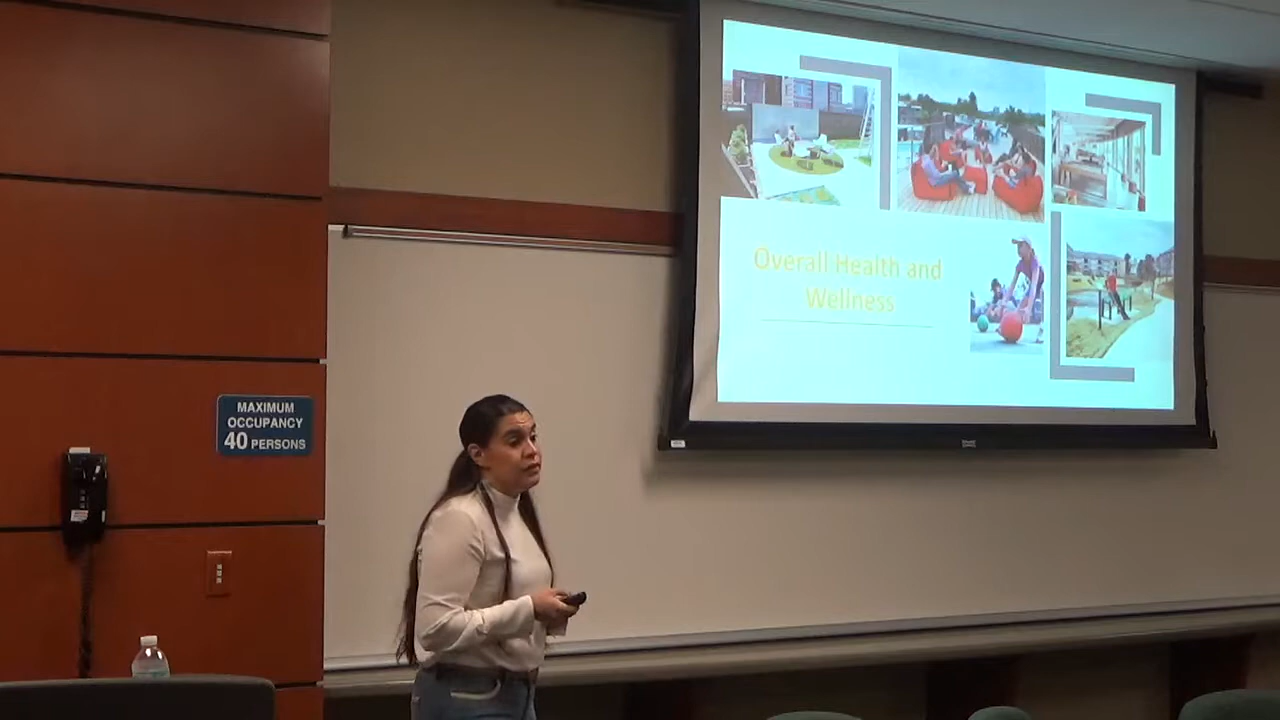 Overall Health and
Wellness
MAXIMUM
OCCUPANCY
40 PERSONS